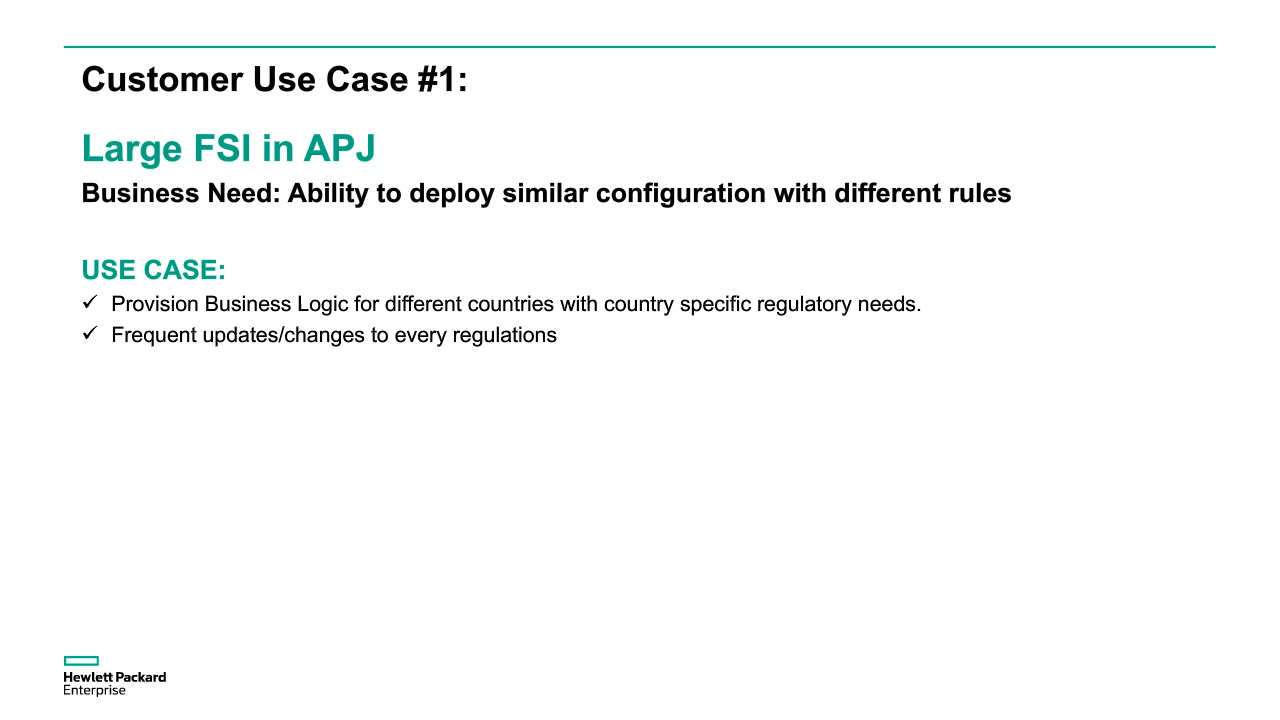 Customer Use Case #1:
Large FSI in APJ
Business Need: Ability to deploy similar configuration with different rules
USE CASE:
✓ Provision Business Logic for different countries with country specific regulatory needs.
✓ Frequent updates/changes to every regulations
Hewlett Packard
Enterprise